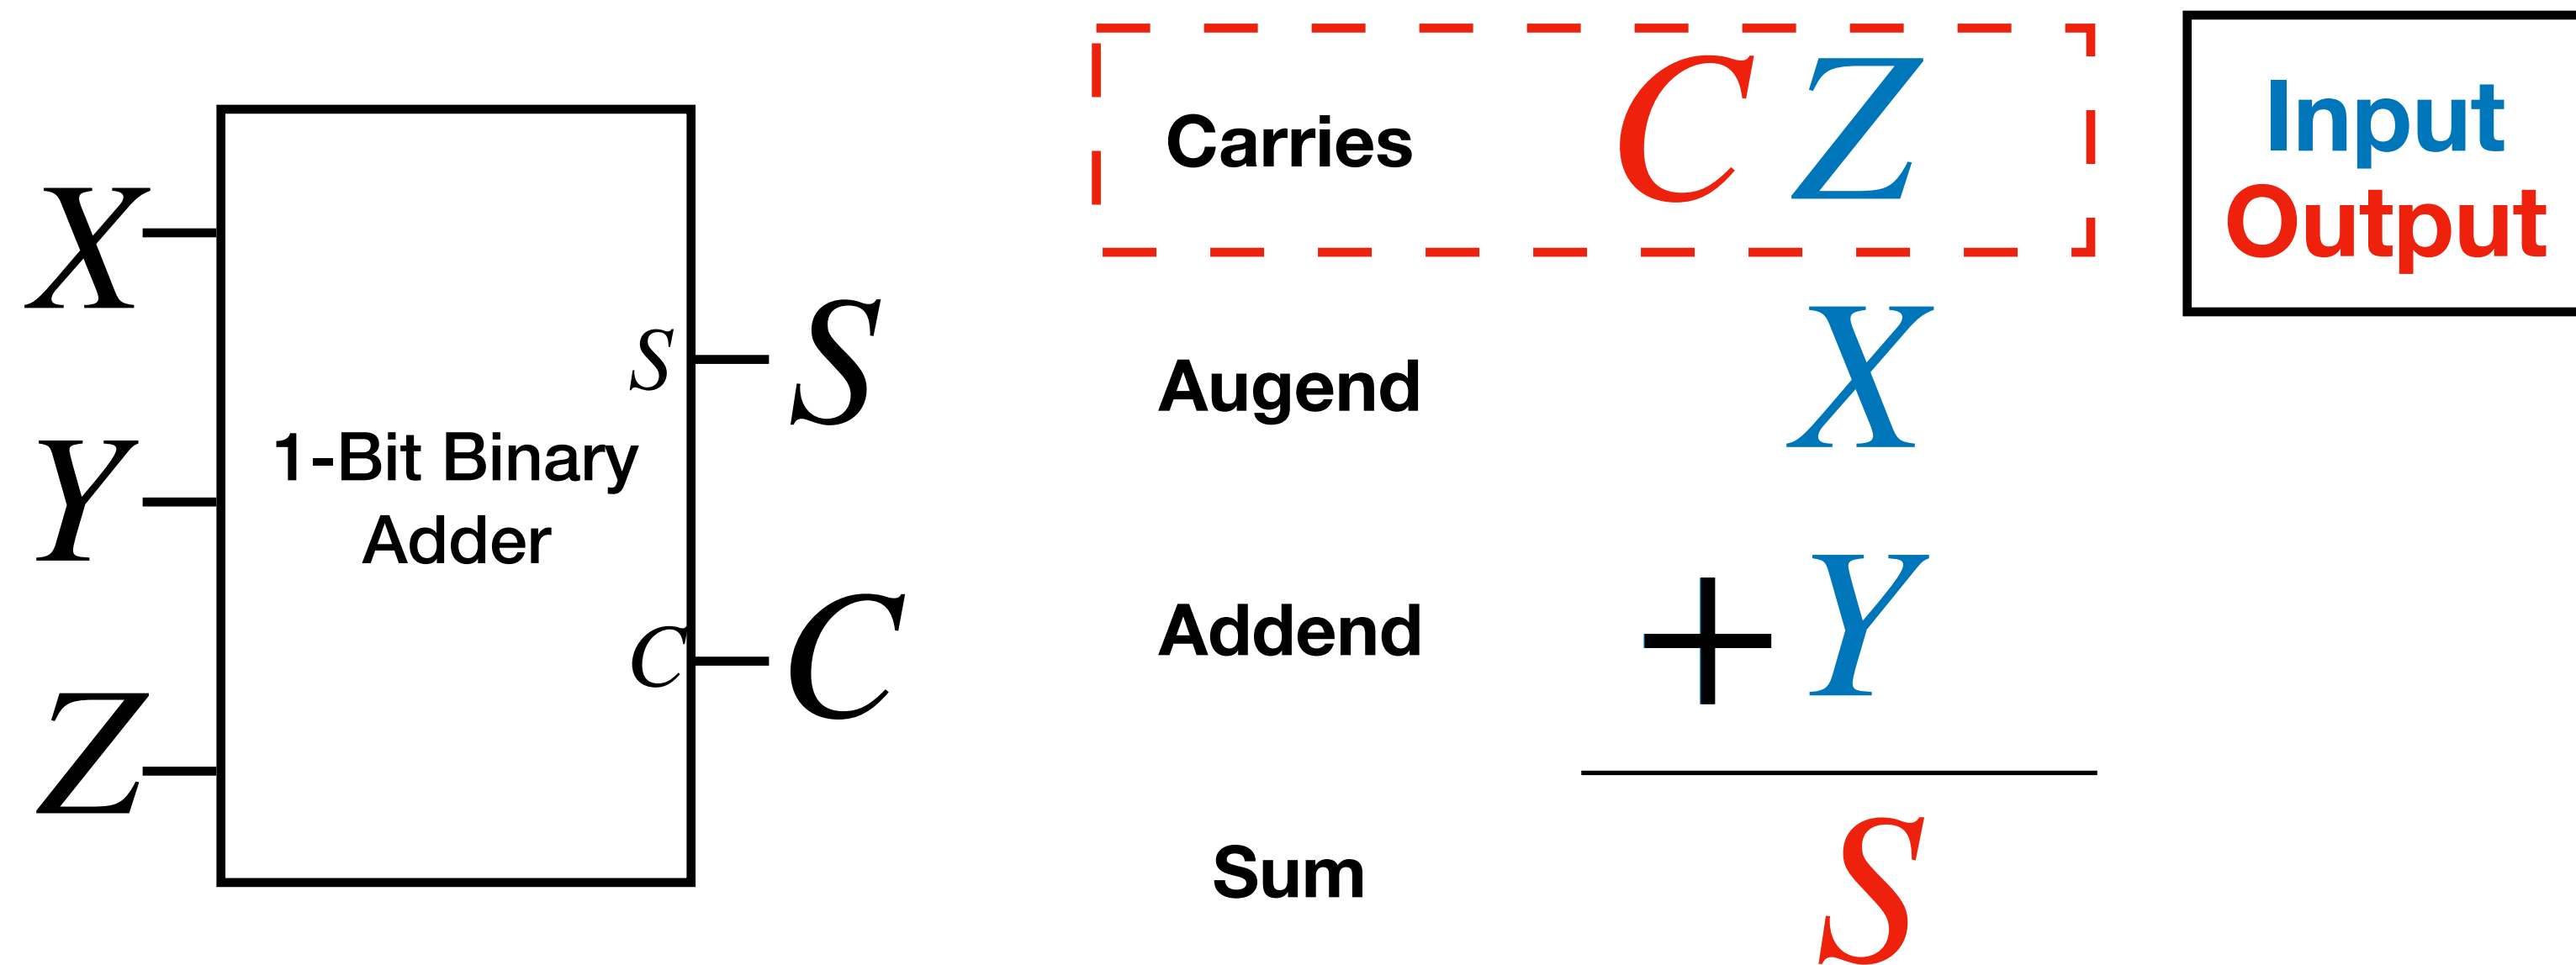 X
Y
Z
1-Bit Binary
Adder
S
C
S
C
Carries C Z
Augend X
Addend + Y
Sum S
Input
Output